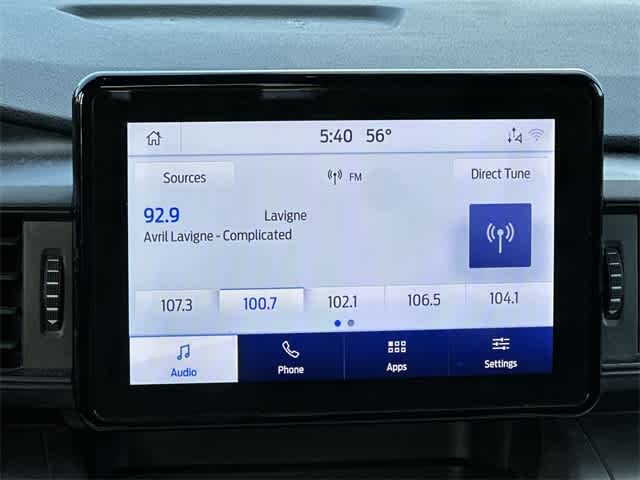 5:40 56°
Sources FM Direct Tune
92.9 Lavigne
Avril Lavigne - Complicated
107.3 100.7 102.1 106.5 104.1
Audio Phone Apps Settings